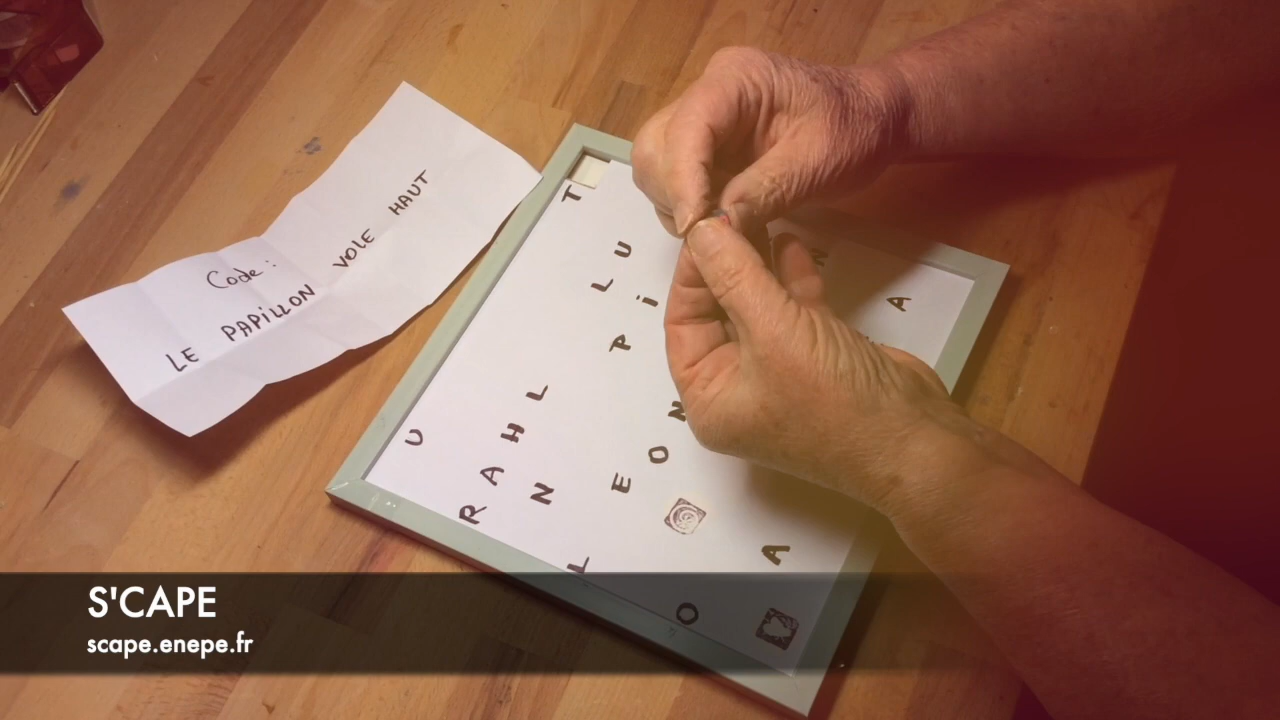 Code:
LE PAPiLLON VOLE HAUT
T
L U
P i
N
A
U
R A H L
N
E O N
L
A
O
S'CAPE
scape.enepe.fr